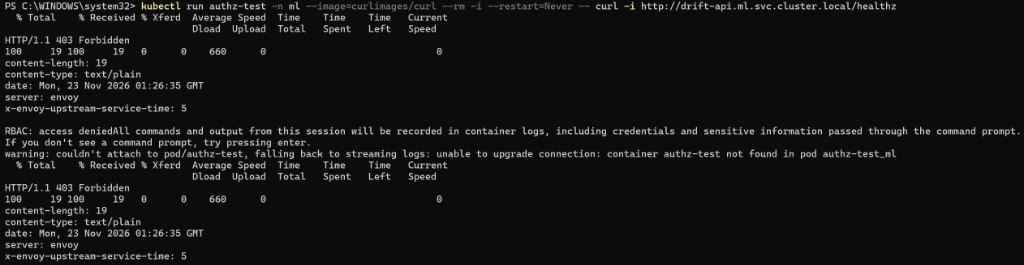 PS C:\WINDOWS\system32> kubectl run authz-test -n ml --image=curlimages/curl --rm -i --restart=Never -- curl -i http://drift-api.ml.svc.cluster.local/healthz
% Total % Received % Xferd Average Speed Time Time Time Current
Dload Upload Total Spent Left Speed
HTTP/1.1 403 Forbidden
100 19 100 19 0 0 660 0 0
content-length: 19
content-type: text/plain
date: Mon, 23 Nov 2026 01:26:35 GMT
server: envoy
x-envoy-upstream-service-time: 5
RBAC: access deniedAll commands and output from this session will be recorded in container logs, including credentials and sensitive information passed through the command prompt.
If you don't see a command prompt, try pressing enter.
warning: couldn't attach to pod/authz-test, falling back to streaming logs: unable to upgrade connection: container authz-test not found in pod authz-test_ml
% Total % Received % Xferd Average Speed Time Time Time Current
Dload Upload Total Spent Left Speed
HTTP/1.1 403 Forbidden
100 19 100 19 0 0 660 0 0
content-length: 19
content-type: text/plain
date: Mon, 23 Nov 2026 01:26:35 GMT
server: envoy
x-envoy-upstream-service-time: 5